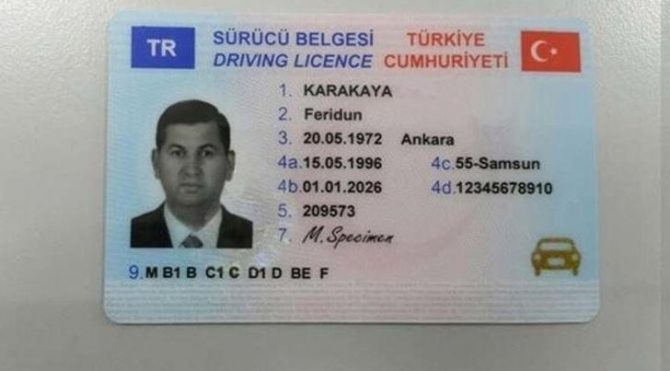 TR SÜRÜCÜ BELGESİ TÜRKİYE
DRIVING LICENCE CUMHURİYETİ
1. KARAKAYA
2. Feridun
3. 20.05.1972 Ankara
4a. 15.05.1996 4c. 55-Samsun
4b. 01.01.2026 4d. 12345678910
5. 209573
7. M.Specimen
9. M B1 B C1 C D1 D BE F